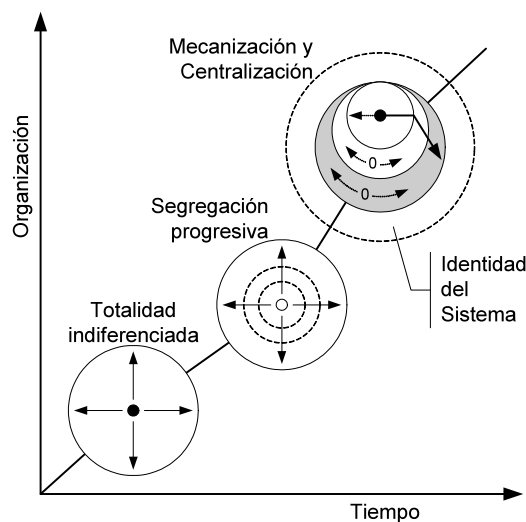 Mecanización y
Centralización
Organización
0
0
Segregación
progresiva
Identidad
del
Sistema
Totalidad
indiferenciada
Tiempo